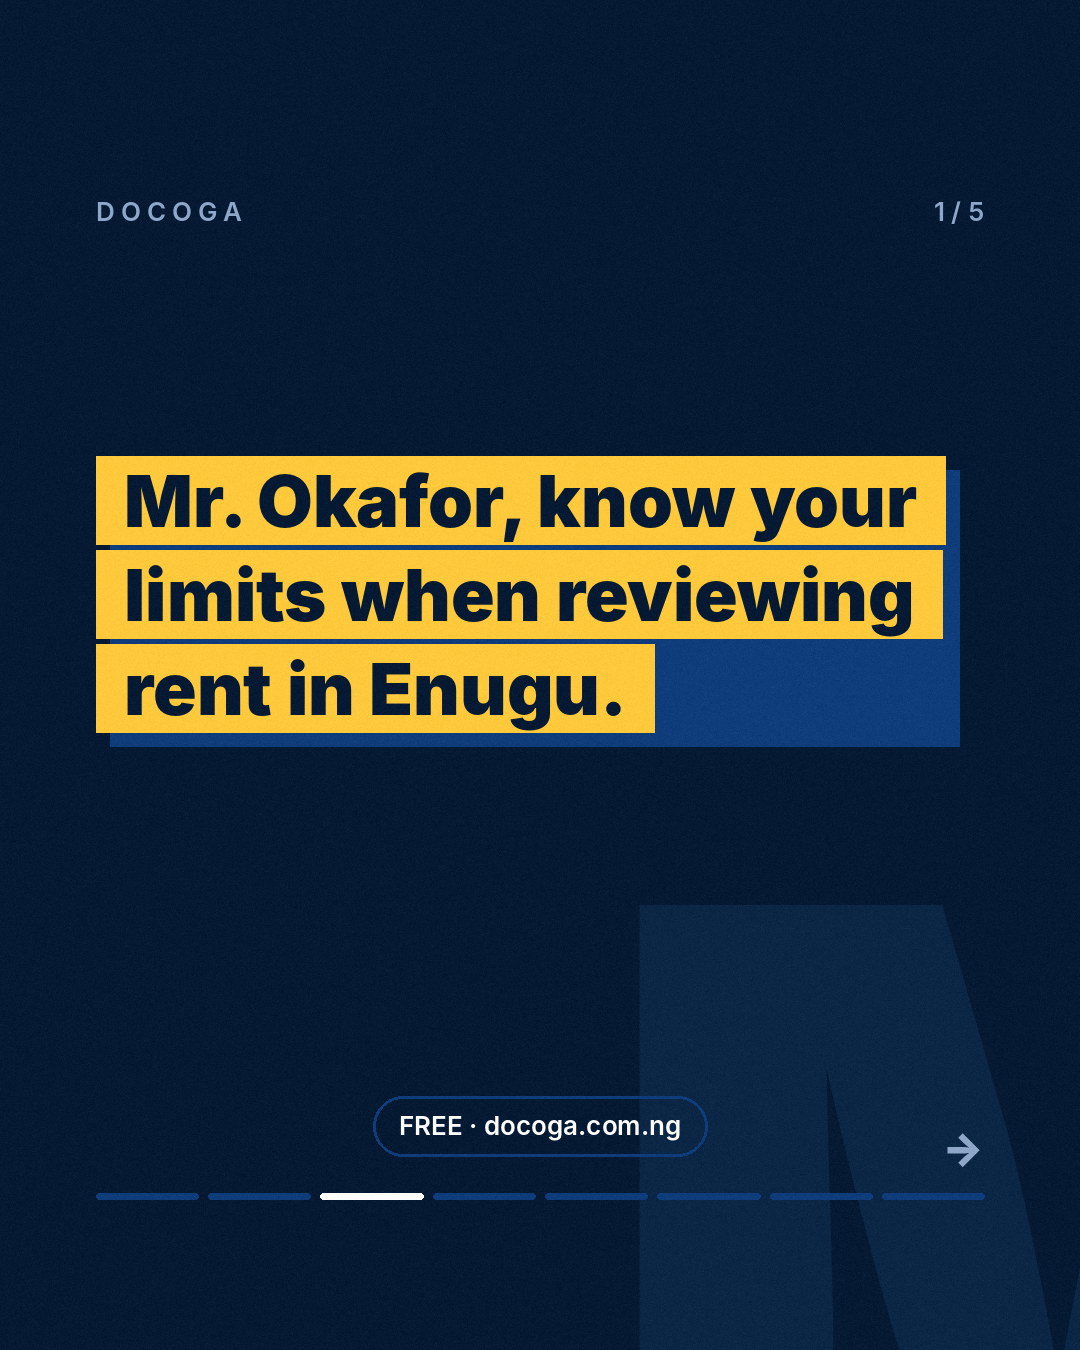 DOCOGA
1/ 5
Mr. Okafor, know your
limits when reviewing
rent in Enugu.
FREE · docoga.com.ng